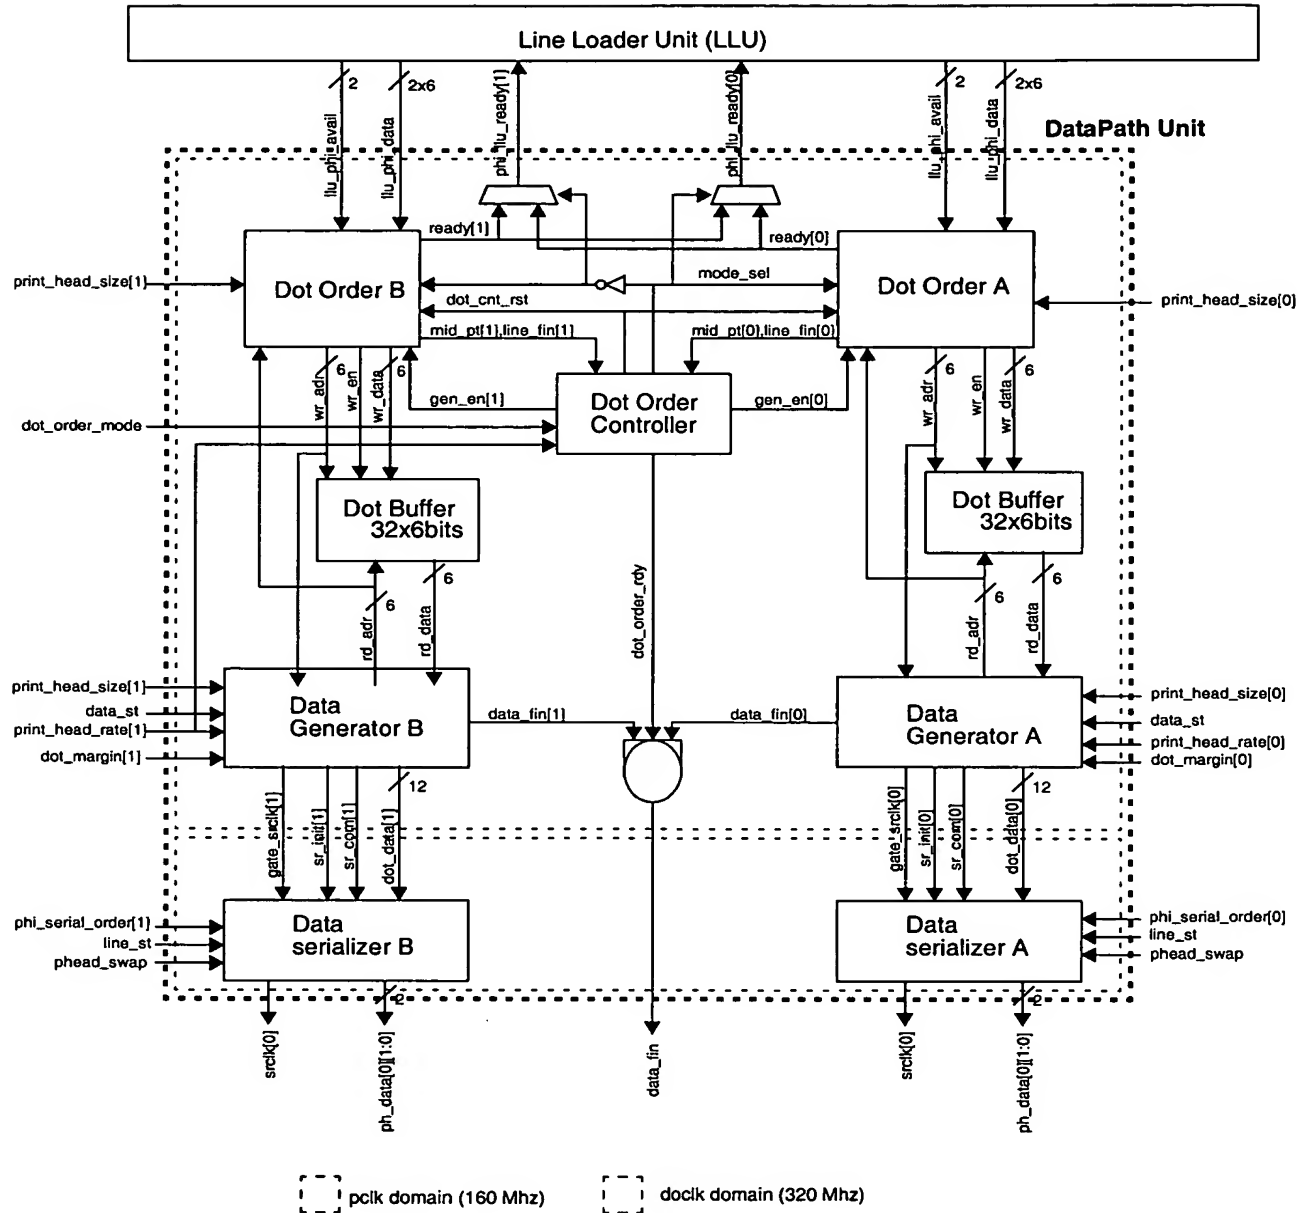 Line Loader Unit (LLU)
2
2x6
2
2x6
llu_phi_avail
llu_phi_data
phi_llu_ready[1]
phi_llu_ready[0]
llu_phi_avail
llu_phi_data
DataPath Unit
ready[1]
ready[0]
print_head_size[1]
Dot Order B
mode_sel
Dot Order A
print_head_size[0]
dot_cnt_rst
mid_pt[1],line_fin[1]
mid_pt[0],line_fin[0]
6
6
wr_adr
wr_en
wr_data
gen_en[1]
Dot Order
Controller
gen_en[0]
6
6
wr_adr
wr_en
wr_data
dot_order_mode
Dot Buffer
32x6bits
Dot Buffer
32x6bits
6
6
rd_adr
rd_data
dot_order_rdy
6
6
rd_adr
rd_data
print_head_size[1]
data_st
print_head_rate[1]
dot_margin[1]
Data
Generator B
data_fin[1]
data_fin[0]
Data
Generator A
print_head_size[0]
data_st
print_head_rate[0]
dot_margin[0]
12
12
gate_srclk[1]
sr_init[1]
sr_com[1]
dot_data[1]
gate_srclk[0]
sr_init[0]
sr_com[0]
dot_data[0]
phi_serial_order[1]
line_st
phead_swap
Data
serializer B
Data
serializer A
phi_serial_order[0]
line_st
phead_swap
2
2
srclk[0]
ph_data[0][1:0]
data_fin
srclk[0]
ph_data[0][1:0]
pclk domain (160 Mhz)
doclk domain (320 Mhz)